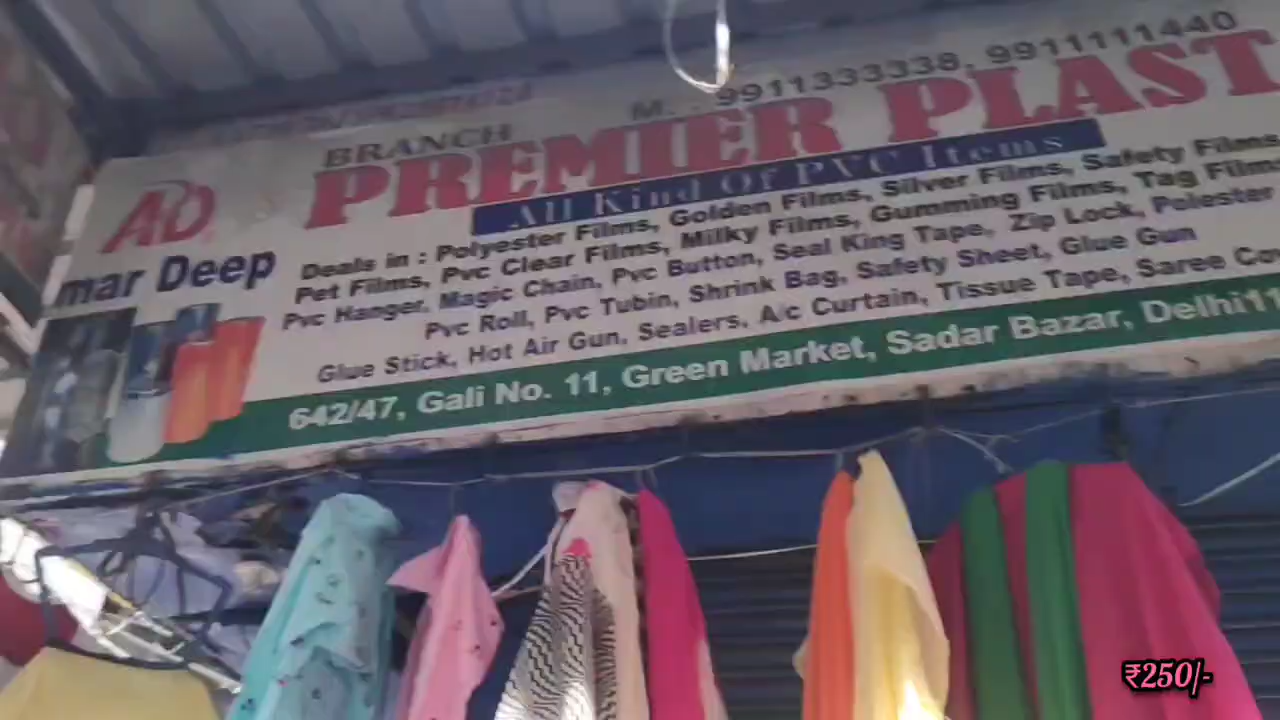 M. : 9911333338, 9911111440
BRANCH
PREMIER PLAST
All Kind Of PVC Items
AD
mar Deep
Deals in : Polyester Films, Golden Films, Silver Films, Safety Films
Pet Films, Pvc Clear Films, Milky Films, Gumming Films, Tag Films
Pvc Hanger, Magic Chain, Pvc Button, Seal King Tape, Zip Lock, Polester
Pvc Roll, Pvc Tubin, Shrink Bag, Safety Sheet, Glue Gun
Glue Stick, Hot Air Gun, Sealers, A/c Curtain, Tissue Tape, Saree Co
642/47, Gali No. 11, Green Market, Sadar Bazar, Delhi11
₹250/-